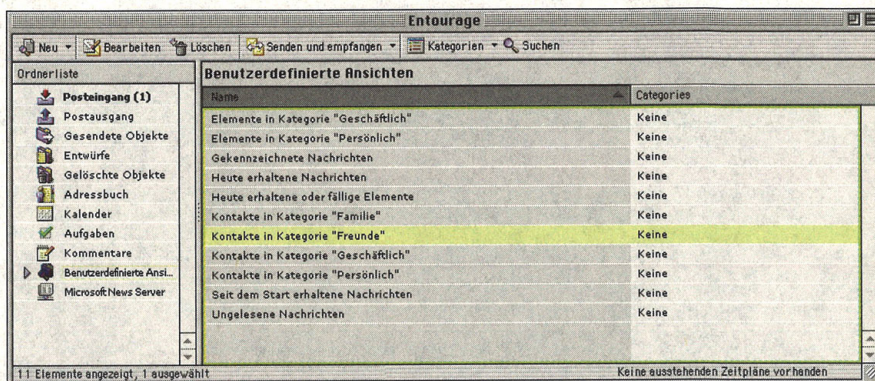 Entourage
Neu Bearbeiten Löschen Senden und empfangen Kategorien Suchen
Ordnerliste
Posteingang (1)
Postausgang
Gesendete Objekte
Entwürfe
Gelöschte Objekte
Adressbuch
Kalender
Aufgaben
Kommentare
Benutzerdefinierte Ansi...
Microsoft News Server
Benutzerdefinierte Ansichten
Name Categories
Elemente in Kategorie "Geschäftlich" Keine
Elemente in Kategorie "Persönlich" Keine
Gekennzeichnete Nachrichten Keine
Heute erhaltene Nachrichten Keine
Heute erhaltene oder fällige Elemente Keine
Kontakte in Kategorie "Familie" Keine
Kontakte in Kategorie "Freunde" Keine
Kontakte in Kategorie "Geschäftlich" Keine
Kontakte in Kategorie "Persönlich" Keine
Seit dem Start erhaltene Nachrichten Keine
Ungelesene Nachrichten Keine
11 Elemente angezeigt, 1 ausgewählt Keine ausstehenden Zeitpläne vorhanden